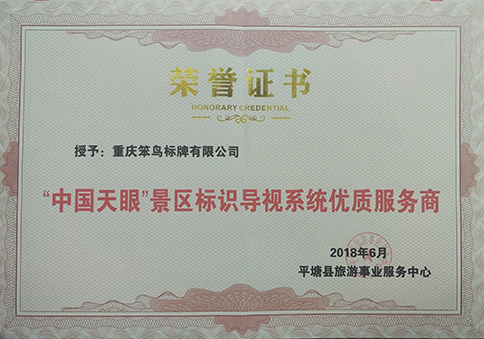 荣誉证书
HONORARY CREDENTIAL
授予：重庆笨鸟标牌有限公司
“中国天眼”景区标识导视系统优质服务商
2018年6月
平塘县旅游事业服务中心